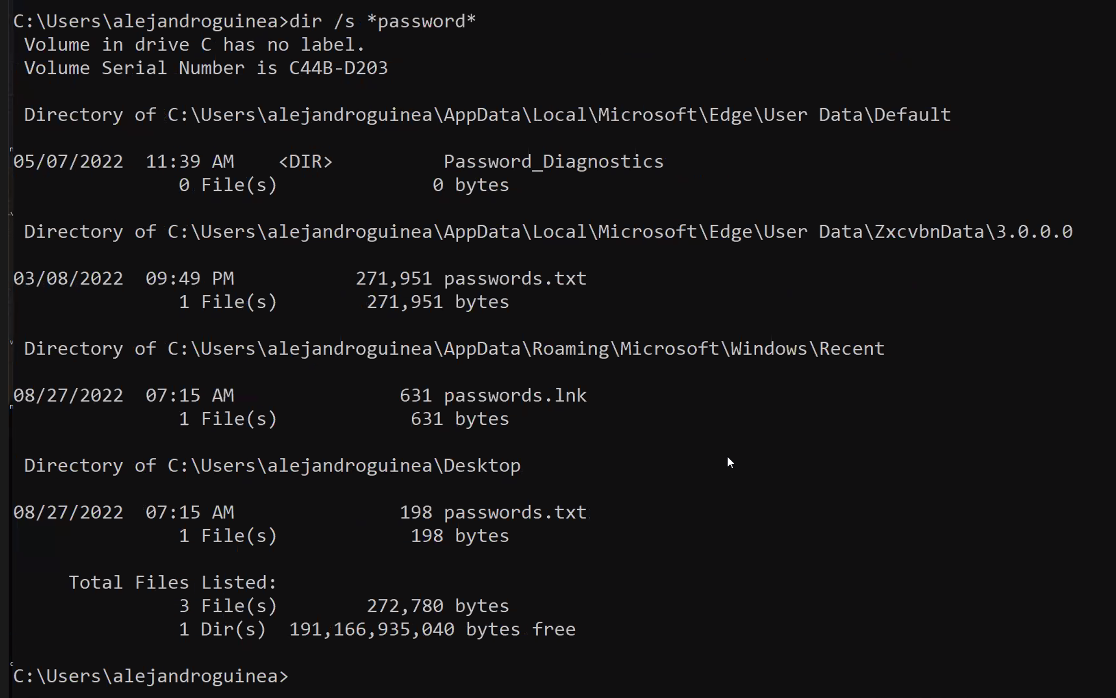 C:\Users\alejandroguinea>dir /s *password*
Volume in drive C has no label.
Volume Serial Number is C44B-D203
Directory of C:\Users\alejandroguinea\AppData\Local\Microsoft\Edge\User Data\Default
05/07/2022  11:39 AM    <DIR>          Password_Diagnostics
0 File(s)              0 bytes
Directory of C:\Users\alejandroguinea\AppData\Local\Microsoft\Edge\User Data\ZxcvbnData\3.0.0.0
03/08/2022  09:49 PM           271,951 passwords.txt
1 File(s)        271,951 bytes
Directory of C:\Users\alejandroguinea\AppData\Roaming\Microsoft\Windows\Recent
08/27/2022  07:15 AM               631 passwords.lnk
1 File(s)            631 bytes
Directory of C:\Users\alejandroguinea\Desktop
08/27/2022  07:15 AM               198 passwords.txt
1 File(s)            198 bytes
Total Files Listed:
3 File(s)        272,780 bytes
1 Dir(s)  191,166,935,040 bytes free
C:\Users\alejandroguinea>